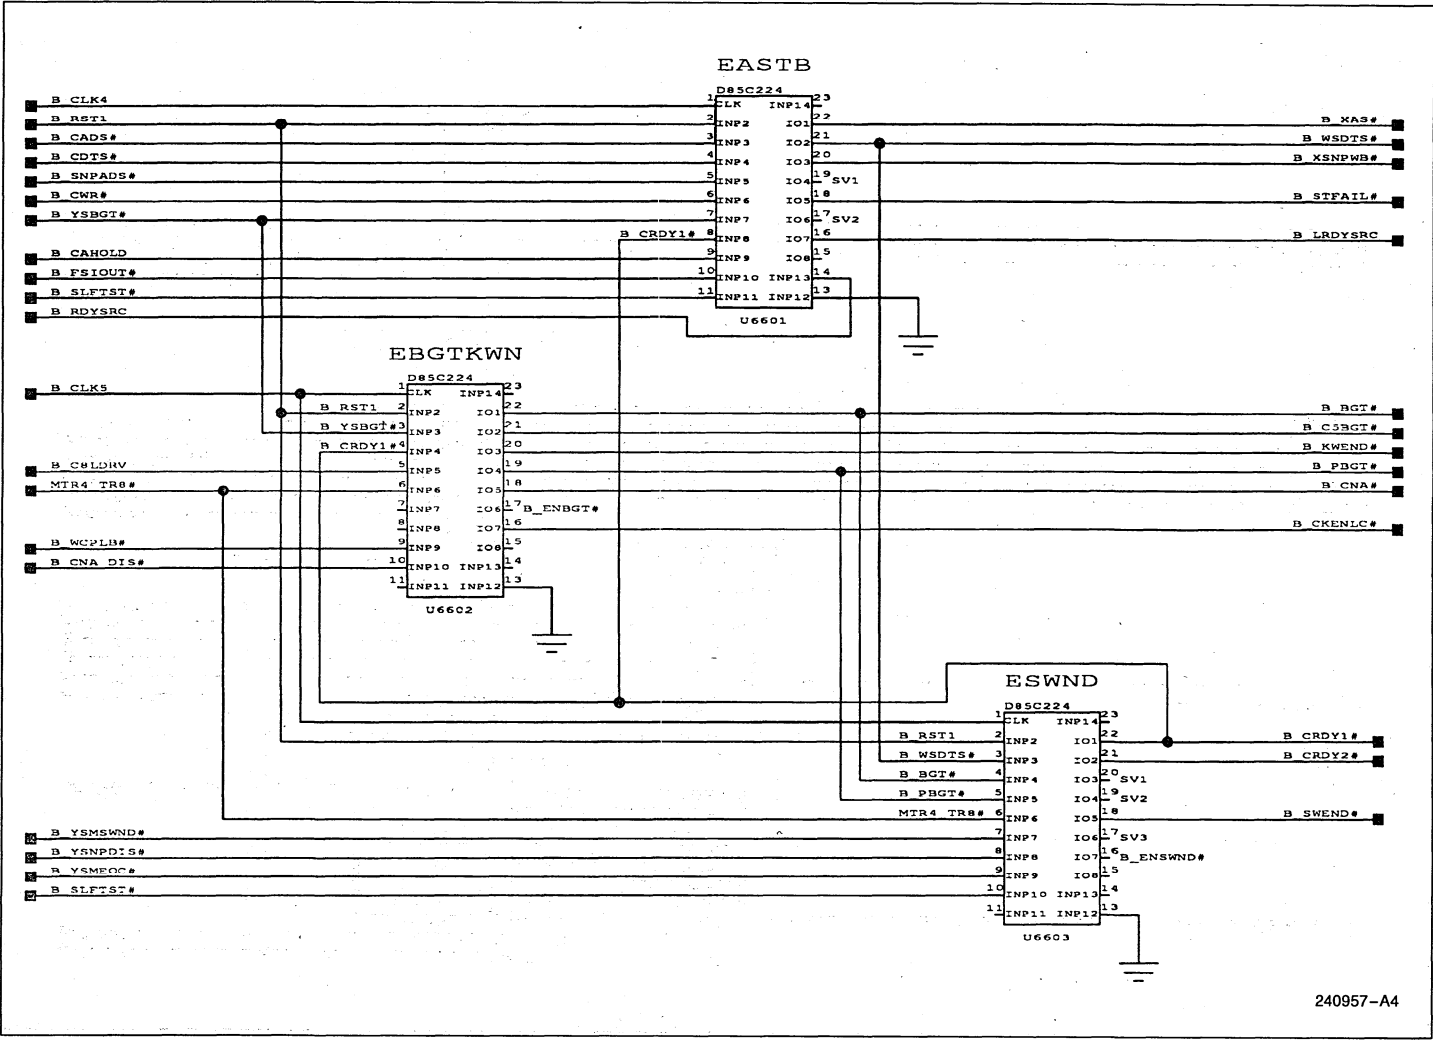 EASTB
D85C224
B CLK4 1 CLK INP14 23
B RST1 2 INP2 IO1 22 B XAS#
B CADS# 3 INP3 IO2 21 B WSDTS#
B CDTS# 4 INP4 IO3 20 B XSNPWB#
B SNPADS# 5 INP5 IO4 19 SV1
B CWR# 6 INP6 IO5 18 B STFAIL#
B YSBGT# 7 INP7 IO6 17 SV2
B CRDY1# 8 INP8 IO7 16 B LRDYSRC
B CAHOLD 9 INP9 IO8 15
B FSIOUT# 10 INP10 INP13 14
B SLFTST# 11 INP11 INP12 13
B RDYSRC
U6601
EBGTKWN
D85C224
B CLK5 1 CLK INP14 23
B RST1 2 INP2 IO1 22 B BGT#
B YSBGT# 3 INP3 IO2 21 B C5BGT#
B CRDY1# 4 INP4 IO3 20 B KWEND#
B C8LDRV 5 INP5 IO4 19 B PBGT#
MTR4 TR8# 6 INP6 IO5 18 B CNA#
7 INP7 IO6 17 B_ENBGT#
8 INP8 IO7 16 B CKENLC#
B WCPLB# 9 INP9 IO8 15
B CNA DIS# 10 INP10 INP13 14
11 INP11 INP12 13
U6602
ESWND
D85C224
1 CLK INP14 23
B RST1 2 INP2 IO1 22 B CRDY1#
B WSDTS# 3 INP3 IO2 21 B CRDY2#
B BGT# 4 INP4 IO3 20 SV1
B PBGT# 5 INP5 IO4 19 SV2
MTR4 TR8# 6 INP6 IO5 18 B SWEND#
B YSMSWND# 7 INP7 IO6 17 SV3
B YSNPDIS# 8 INP8 IO7 16 B_ENSWND#
B YSMEOC# 9 INP9 IO8 15
B SLFTST# 10 INP10 INP13 14
11 INP11 INP12 13
U6603
240957-A4